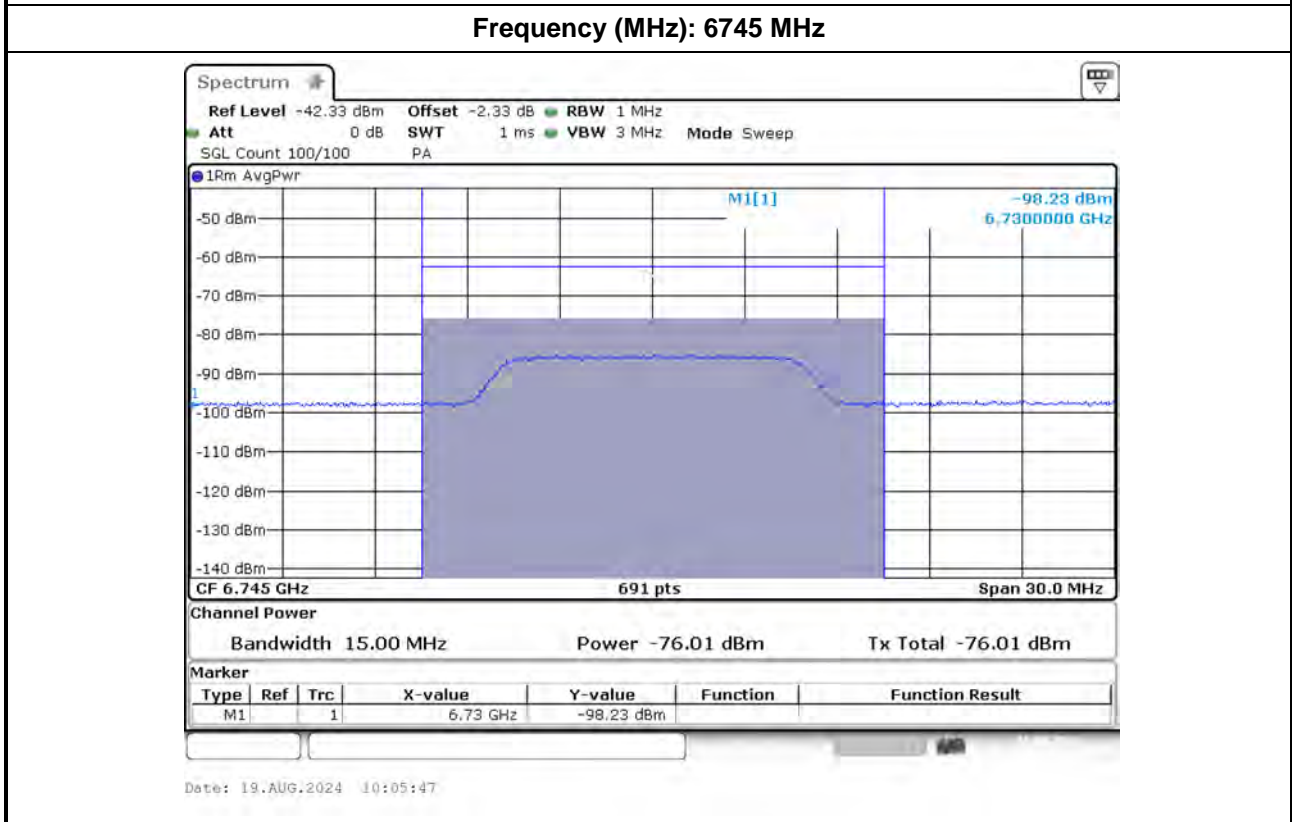 Frequency (MHz): 6745 MHz
Spectrum
Ref Level -42.33 dBm Offset -2.33 dB RBW 1 MHz
Att 0 dB SWT 1 ms VBW 3 MHz Mode Sweep
SGL Count 100/100 PA
1Rm AvgPwr
M1[1] -98.23 dBm
6.7300000 GHz
-50 dBm
-60 dBm
-70 dBm
-80 dBm
-90 dBm
1
-100 dBm
-110 dBm
-120 dBm
-130 dBm
-140 dBm
CF 6.745 GHz 691 pts Span 30.0 MHz
Channel Power
Bandwidth 15.00 MHz Power -76.01 dBm Tx Total -76.01 dBm
Marker
Type Ref Trc X-value Y-value Function Function Result
M1 1 6.73 GHz -98.23 dBm
Date: 19.AUG.2024 10:05:47